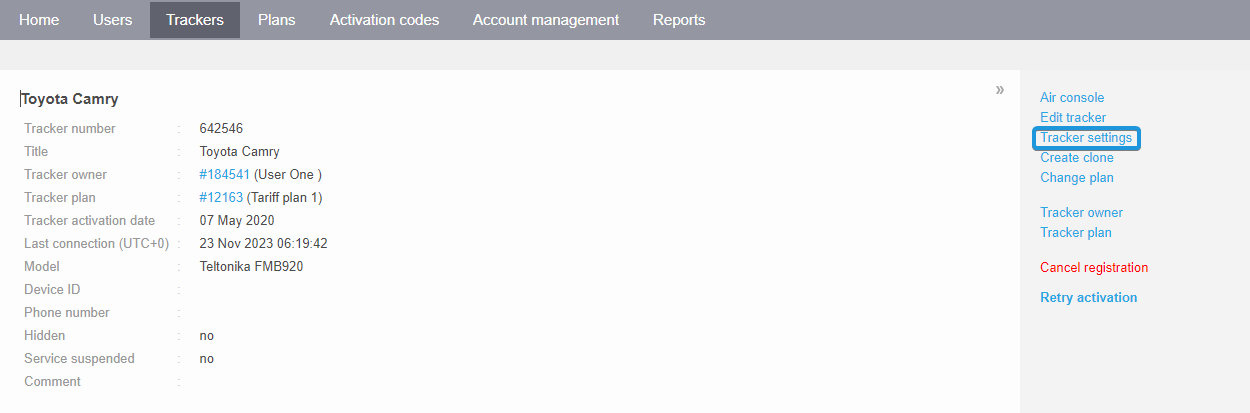 Home Users Trackers Plans Activation codes Account management Reports
»
Toyota Camry
Tracker number : 642546
Title : Toyota Camry
Tracker owner : #184541 (User One )
Tracker plan : #12163 (Tariff plan 1)
Tracker activation date : 07 May 2020
Last connection (UTC+0) : 23 Nov 2023 06:19:42
Model : Teltonika FMB920
Device ID :
Phone number :
Hidden : no
Service suspended : no
Comment :
Air console
Edit tracker
Tracker settings
Create clone
Change plan
Tracker owner
Tracker plan
Cancel registration
Retry activation